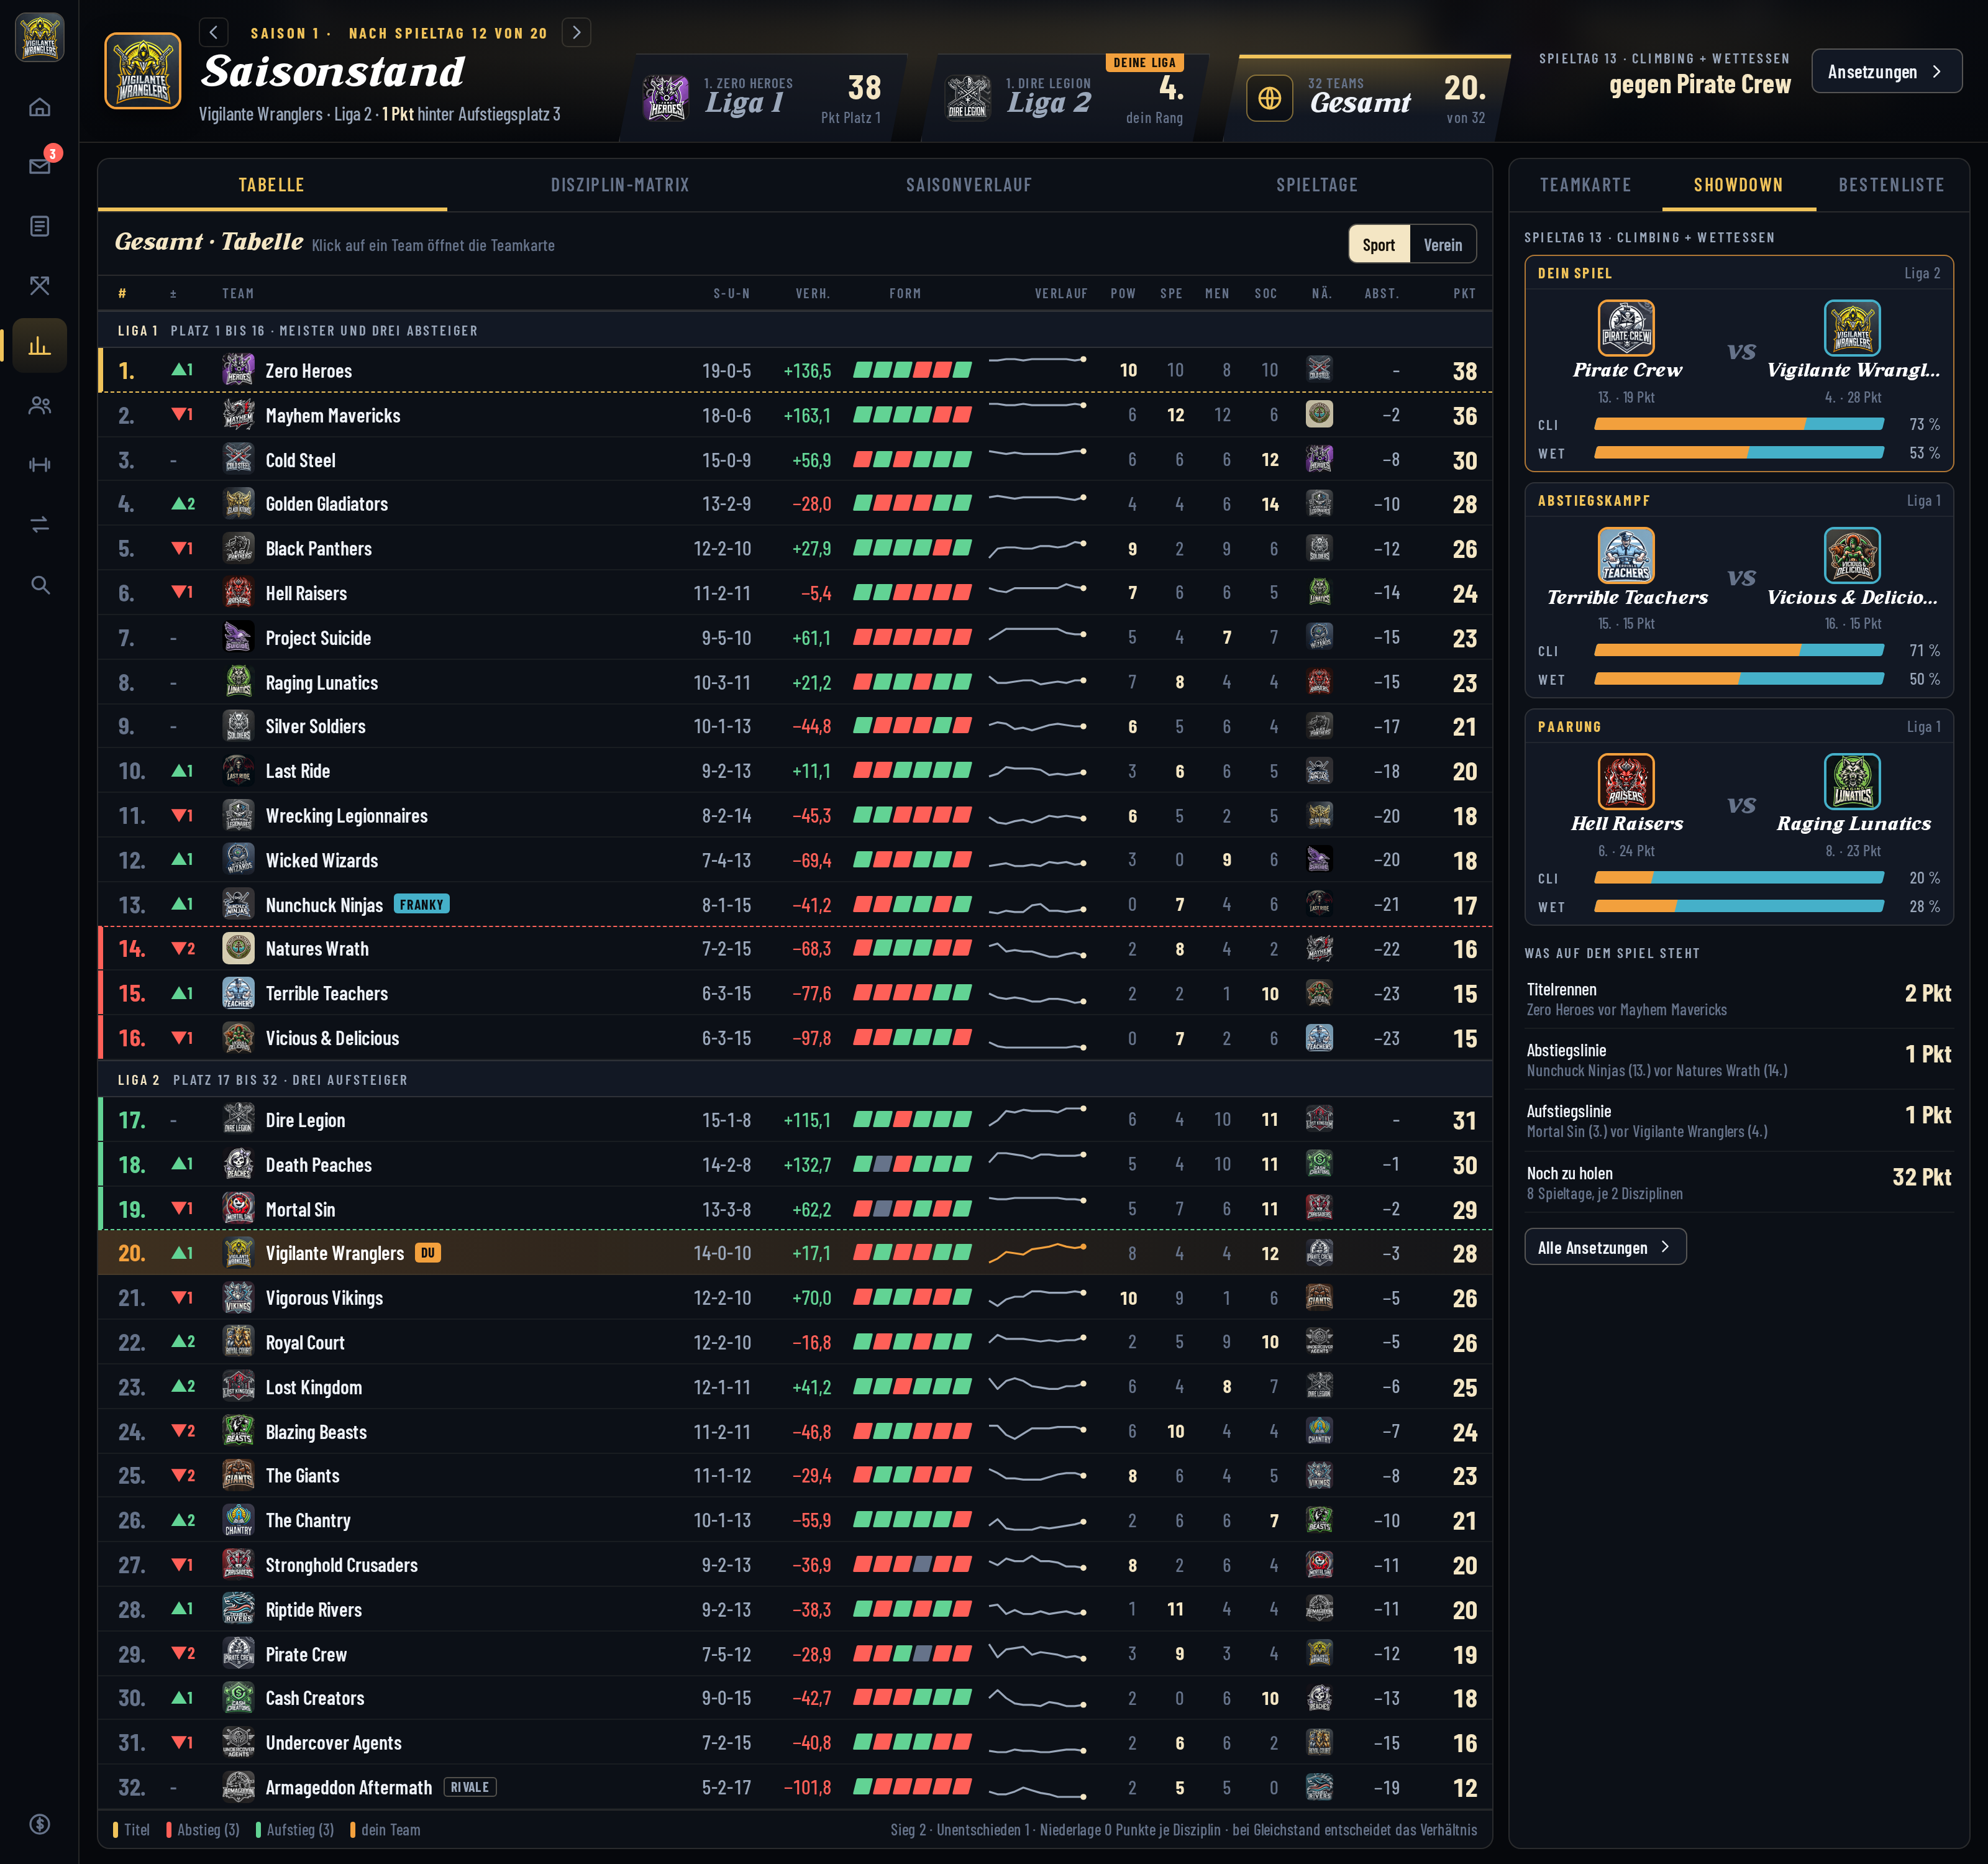 SAISON 1 · NACH SPIELTAG 12 VON 20
Saisonstand
Vigilante Wranglers · Liga 2 · 1 Pkt hinter Aufstiegsplatz 3
1. ZERO HEROES
Liga 1
38
Pkt Platz 1
DEINE LIGA
1. DIRE LEGION
Liga 2
4.
dein Rang
32 TEAMS
Gesamt
20.
von 32
SPIELTAG 13 · CLIMBING + WETTESSEN
gegen Pirate Crew
Ansetzungen
3
TABELLE DISZIPLIN-MATRIX SAISONVERLAUF SPIELTAGE
Gesamt · Tabelle Klick auf ein Team öffnet die Teamkarte
Sport Verein
# ± TEAM S-U-N VERH. FORM VERLAUF POW SPE MEN SOC NÄ. ABST. PKT
LIGA 1 PLATZ 1 BIS 16 · MEISTER UND DREI ABSTEIGER
1. ▲1 Zero Heroes 19-0-5 +136,5 10 10 8 10 – 38
2. ▼1 Mayhem Mavericks 18-0-6 +163,1 6 12 12 6 −2 36
3. - Cold Steel 15-0-9 +56,9 6 6 6 12 −8 30
4. ▲2 Golden Gladiators 13-2-9 −28,0 4 4 6 14 −10 28
5. ▼1 Black Panthers 12-2-10 +27,9 9 2 9 6 −12 26
6. ▼1 Hell Raisers 11-2-11 −5,4 7 6 6 5 −14 24
7. - Project Suicide 9-5-10 +61,1 5 4 7 7 −15 23
8. - Raging Lunatics 10-3-11 +21,2 7 8 4 4 −15 23
9. - Silver Soldiers 10-1-13 −44,8 6 5 6 4 −17 21
10. ▲1 Last Ride 9-2-13 +11,1 3 6 6 5 −18 20
11. ▼1 Wrecking Legionnaires 8-2-14 −45,3 6 5 2 5 −20 18
12. ▲1 Wicked Wizards 7-4-13 −69,4 3 0 9 6 −20 18
13. ▲1 Nunchuck Ninjas FRANKY 8-1-15 −41,2 0 7 4 6 −21 17
14. ▼2 Natures Wrath 7-2-15 −68,3 2 8 4 2 −22 16
15. ▲1 Terrible Teachers 6-3-15 −77,6 2 2 1 10 −23 15
16. ▼1 Vicious & Delicious 6-3-15 −97,8 0 7 2 6 −23 15
LIGA 2 PLATZ 17 BIS 32 · DREI AUFSTEIGER
17. - Dire Legion 15-1-8 +115,1 6 4 10 11 – 31
18. ▲1 Death Peaches 14-2-8 +132,7 5 4 10 11 −1 30
19. ▼1 Mortal Sin 13-3-8 +62,2 5 7 6 11 −2 29
20. ▲1 Vigilante Wranglers DU 14-0-10 +17,1 8 4 4 12 −3 28
21. ▼1 Vigorous Vikings 12-2-10 +70,0 10 9 1 6 −5 26
22. ▲2 Royal Court 12-2-10 −16,8 2 5 9 10 −5 26
23. ▲2 Lost Kingdom 12-1-11 +41,2 6 4 8 7 −6 25
24. ▼2 Blazing Beasts 11-2-11 −46,8 6 10 4 4 −7 24
25. ▼2 The Giants 11-1-12 −29,4 8 6 4 5 −8 23
26. ▲2 The Chantry 10-1-13 −55,9 2 6 6 7 −10 21
27. ▼1 Stronghold Crusaders 9-2-13 −36,9 8 2 6 4 −11 20
28. ▲1 Riptide Rivers 9-2-13 −38,3 1 11 4 4 −11 20
29. ▼2 Pirate Crew 7-5-12 −28,9 3 9 3 4 −12 19
30. ▲1 Cash Creators 9-0-15 −42,7 2 0 6 10 −13 18
31. ▼1 Undercover Agents 7-2-15 −40,8 2 6 6 2 −15 16
32. - Armageddon Aftermath RIVALE 5-2-17 −101,8 2 5 5 0 −19 12
Titel Abstieg (3) Aufstieg (3) dein Team
Sieg 2 · Unentschieden 1 · Niederlage 0 Punkte je Disziplin · bei Gleichstand entscheidet das Verhältnis
TEAMKARTE SHOWDOWN BESTENLISTE
SPIELTAG 13 · CLIMBING + WETTESSEN
DEIN SPIEL Liga 2
Pirate Crew VS Vigilante Wrangl...
13. · 19 Pkt 4. · 28 Pkt
CLI 73 %
WET 53 %
ABSTIEGSKAMPF Liga 1
Terrible Teachers VS Vicious & Delicio...
15. · 15 Pkt 16. · 15 Pkt
CLI 71 %
WET 50 %
PAARUNG Liga 1
Hell Raisers VS Raging Lunatics
6. · 24 Pkt 8. · 23 Pkt
CLI 20 %
WET 28 %
WAS AUF DEM SPIEL STEHT
Titelrennen 2 Pkt
Zero Heroes vor Mayhem Mavericks
Abstiegslinie 1 Pkt
Nunchuck Ninjas (13.) vor Natures Wrath (14.)
Aufstiegslinie 1 Pkt
Mortal Sin (3.) vor Vigilante Wranglers (4.)
Noch zu holen 32 Pkt
8 Spieltage, je 2 Disziplinen
Alle Ansetzungen